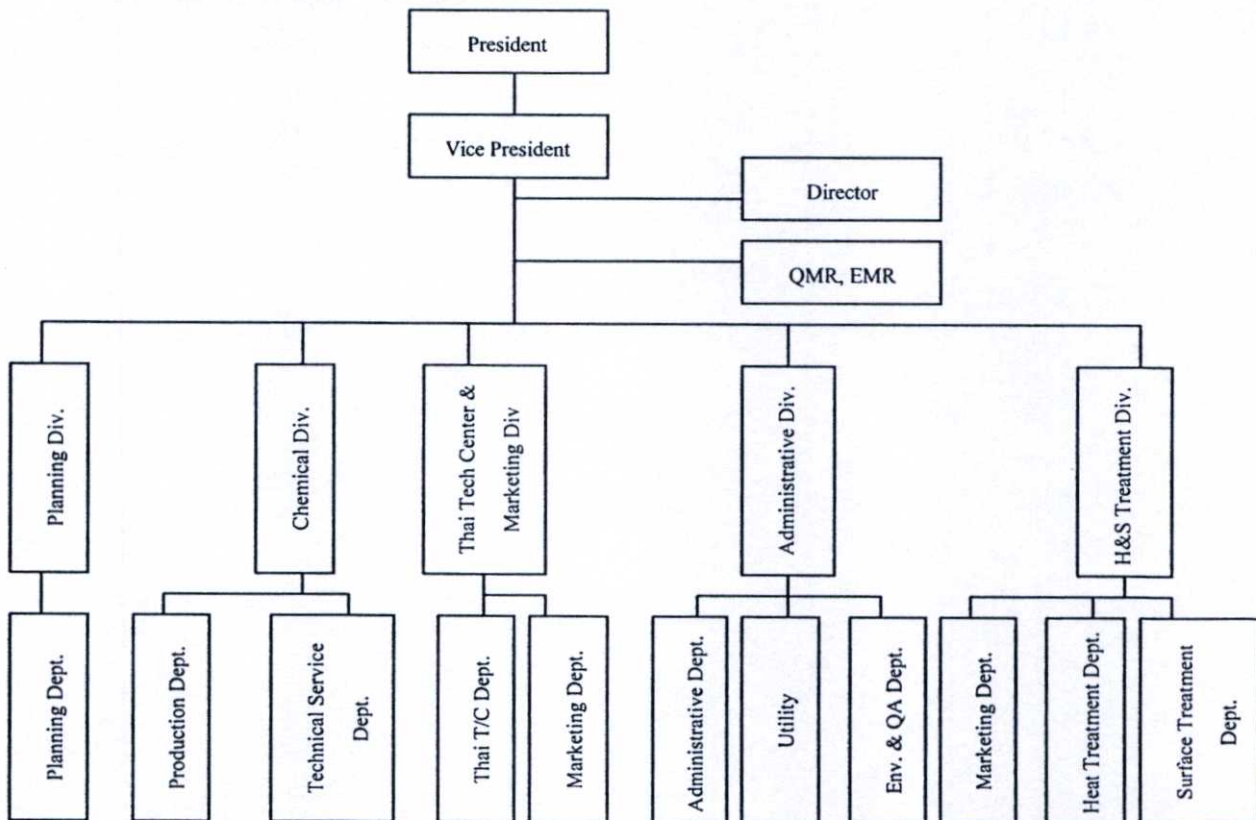 President
Vice President
Director
QMR, EMR
Planning Div.
Chemical Div.
Thai Tech Center &
Marketing Div
Administrative Div.
H&S Treatment Div.
Planning Dept.
Production Dept.
Technical Service
Dept.
Thai T/C Dept.
Marketing Dept.
Administrative Dept.
Utility
Env. & QA Dept.
Marketing Dept.
Heat Treatment Dept.
Surface Treatment
Dept.